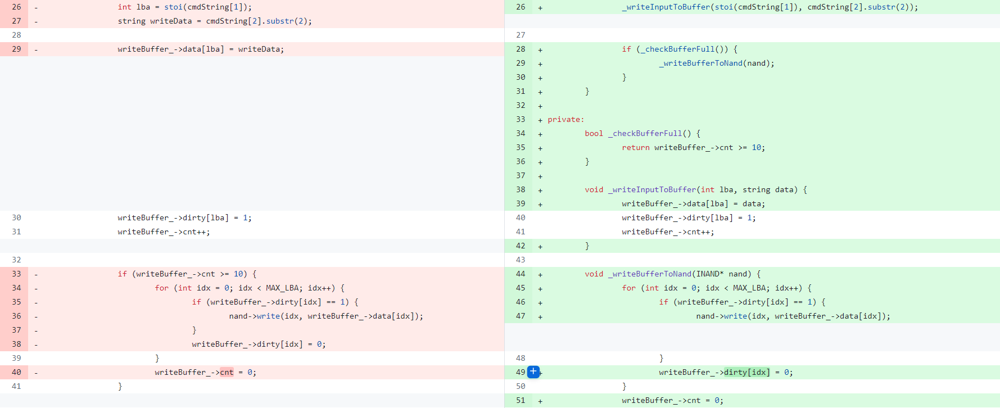 26 - int lba = stoi(cmdString[1]);
27 - string writeData = cmdString[2].substr(2);
28
29 - writeBuffer_->data[lba] = writeData;
30 writeBuffer_->dirty[lba] = 1;
31 writeBuffer_->cnt++;
32
33 - if (writeBuffer_->cnt >= 10) {
34 - for (int idx = 0; idx < MAX_LBA; idx++) {
35 - if (writeBuffer_->dirty[idx] == 1) {
36 - nand->write(idx, writeBuffer_->data[idx]);
37 - }
38 - writeBuffer_->dirty[idx] = 0;
39 }
40 - writeBuffer_->cnt = 0;
41 }
26 + _writeInputToBuffer(stoi(cmdString[1]), cmdString[2].substr(2));
27
28 + if (_checkBufferFull()) {
29 + _writeBufferToNand(nand);
30 + }
31 + }
32 +
33 + private:
34 + bool _checkBufferFull() {
35 + return writeBuffer_->cnt >= 10;
36 + }
37 +
38 + void _writeInputToBuffer(int lba, string data) {
39 + writeBuffer_->data[lba] = data;
40 writeBuffer_->dirty[lba] = 1;
41 writeBuffer_->cnt++;
42 + }
43
44 + void _writeBufferToNand(INAND* nand) {
45 + for (int idx = 0; idx < MAX_LBA; idx++) {
46 + if (writeBuffer_->dirty[idx] == 1) {
47 + nand->write(idx, writeBuffer_->data[idx]);
48 }
49 + writeBuffer_->dirty[idx] = 0;
50 }
51 + writeBuffer_->cnt = 0;